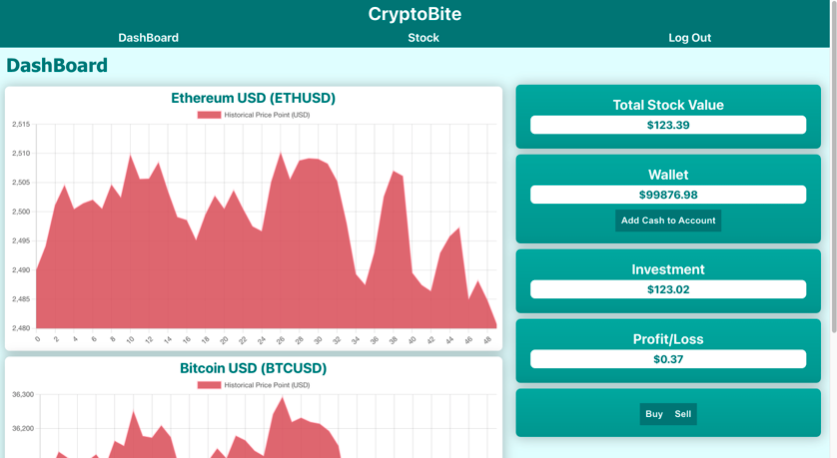 CryptoBite
DashBoard Stock Log Out
DashBoard
Ethereum USD (ETHUSD)
Historical Price Point (USD)
2,515
2,510
2,505
2,500
2,495
2,490
2,485
2,480
0 2 4 6 8 10 12 14 16 18 20 22 24 26 28 30 32 34 36 38 40 42 44 46 48
Bitcoin USD (BTCUSD)
Historical Price Point (USD)
36,300
36,200
Total Stock Value
$123.39
Wallet
$99876.98
Add Cash to Account
Investment
$123.02
Profit/Loss
$0.37
Buy Sell